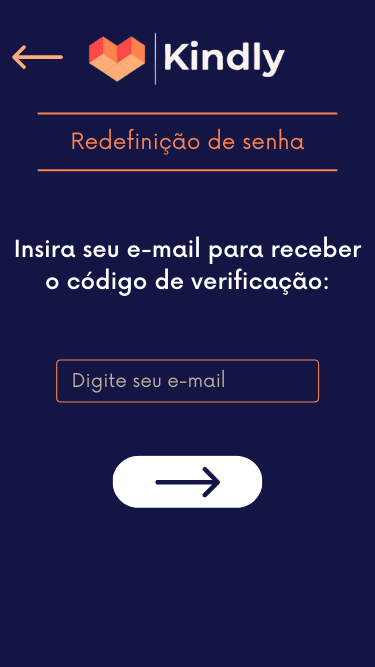 Kindly
Redefinição de senha
Insira seu e-mail para receber
o código de verificação:
Digite seu e-mail